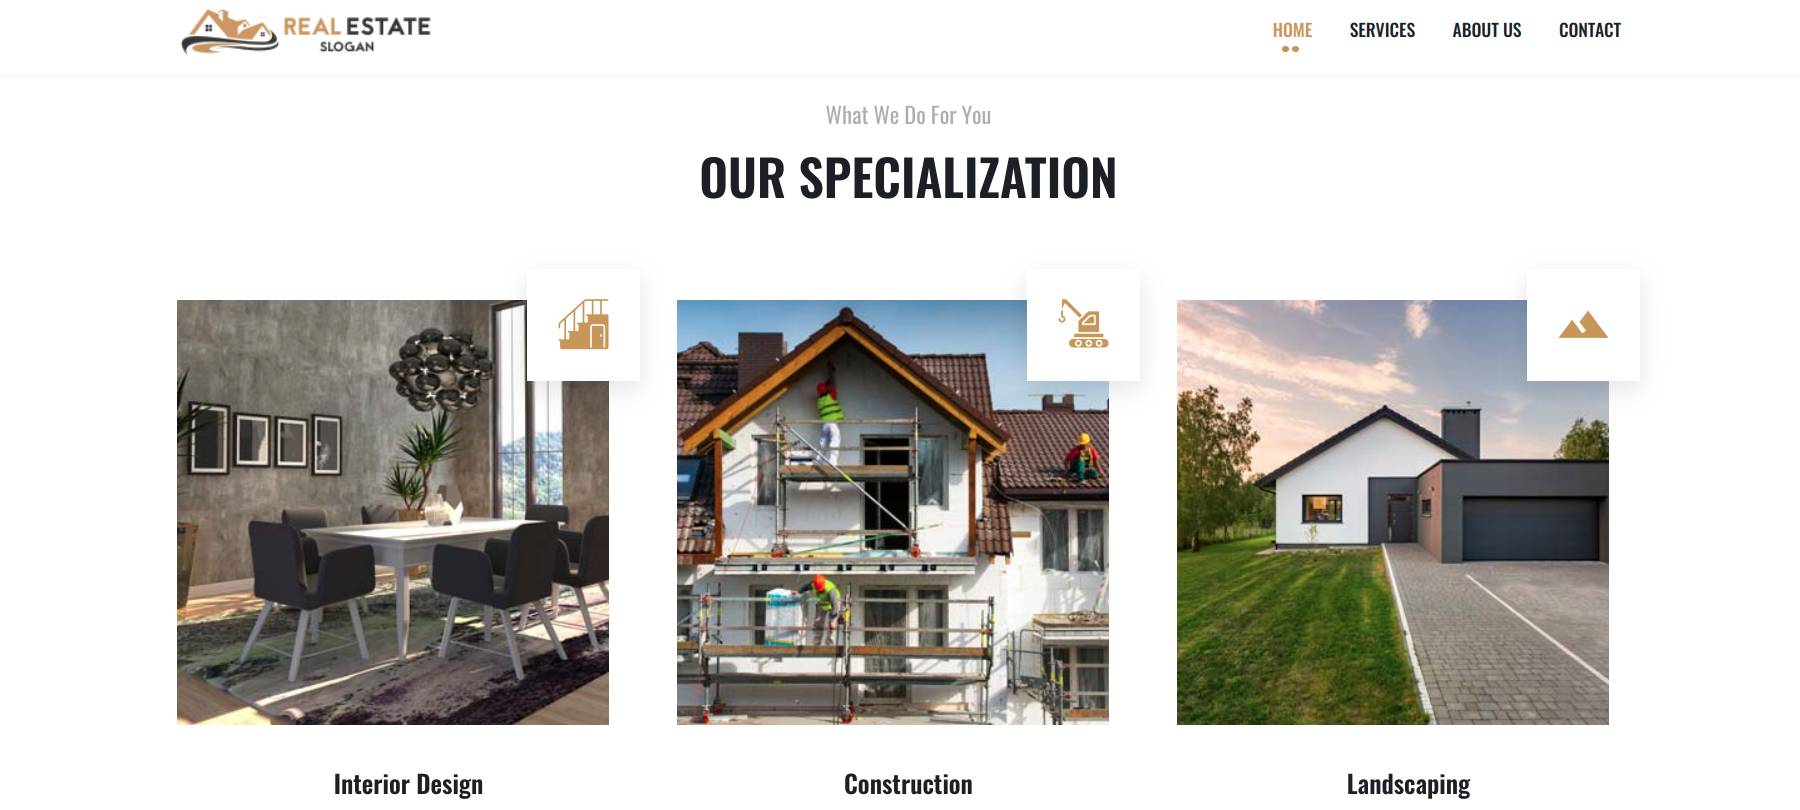 REAL ESTATE
SLOGAN
HOME SERVICES ABOUT US CONTACT
What We Do For You
OUR SPECIALIZATION
Interior Design Construction Landscaping